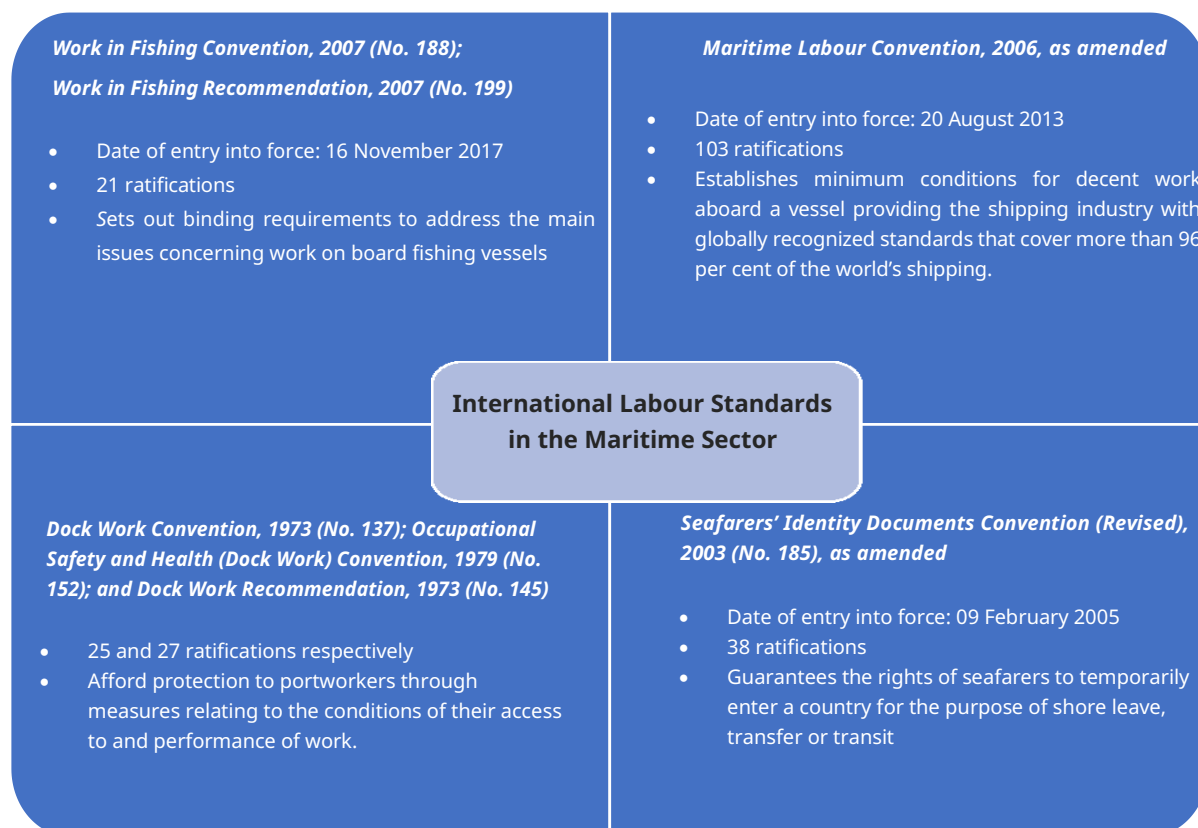 Work in Fishing Convention, 2007 (No. 188);
Work in Fishing Recommendation, 2007 (No. 199)
• Date of entry into force: 16 November 2017
• 21 ratifications
• Sets out binding requirements to address the main
issues concerning work on board fishing vessels
Maritime Labour Convention, 2006, as amended
• Date of entry into force: 20 August 2013
• 103 ratifications
• Establishes minimum conditions for decent work
aboard a vessel providing the shipping industry with
globally recognized standards that cover more than 96
per cent of the world’s shipping.
International Labour Standards
in the Maritime Sector
Dock Work Convention, 1973 (No. 137); Occupational
Safety and Health (Dock Work) Convention, 1979 (No.
152); and Dock Work Recommendation, 1973 (No. 145)
• 25 and 27 ratifications respectively
• Afford protection to portworkers through
measures relating to the conditions of their access
to and performance of work.
Seafarers’ Identity Documents Convention (Revised),
2003 (No. 185), as amended
• Date of entry into force: 09 February 2005
• 38 ratifications
• Guarantees the rights of seafarers to temporarily
enter a country for the purpose of shore leave,
transfer or transit